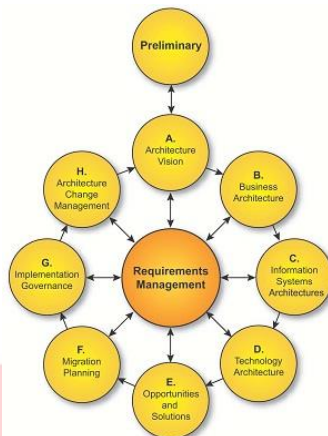 Preliminary
A.
Architecture
Vision
B.
Business
Architecture
C.
Information
Systems
Architectures
D.
Technology
Architecture
E.
Opportunities
and
Solutions
F.
Migration
Planning
G.
Implementation
Governance
H.
Architecture
Change
Management
Requirements
Management